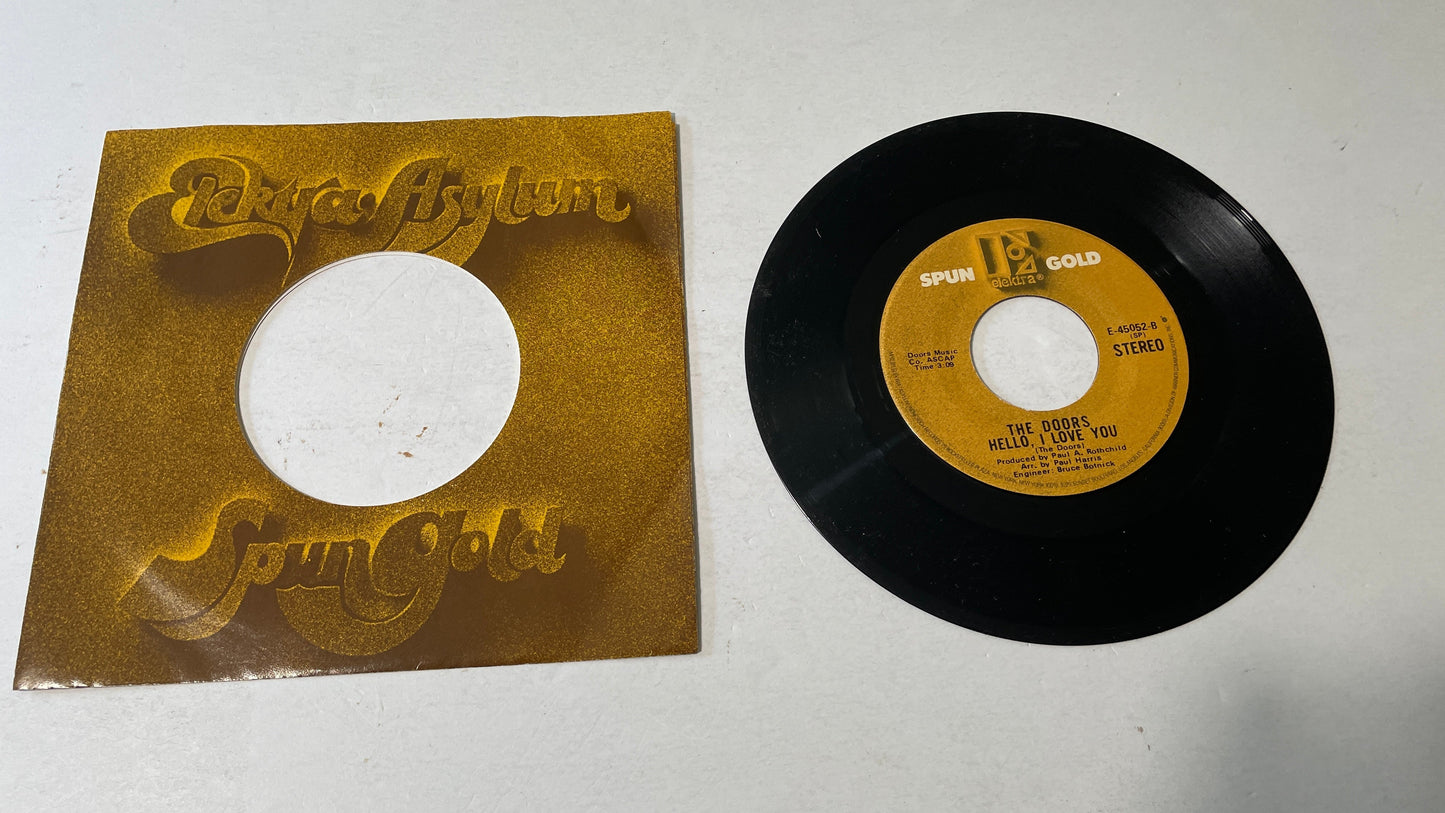 Elektra/Asylum
Spun Gold
SPUN GOLD
elektra®
E-45052-B
(SP)
STEREO
Doors Music
Co. ASCAP
Time 3:09
THE DOORS
HELLO, I LOVE YOU
(The Doors)
Produced by Paul A. Rothchild
Arr. by Paul Harris
Engineer: Bruce Botnick